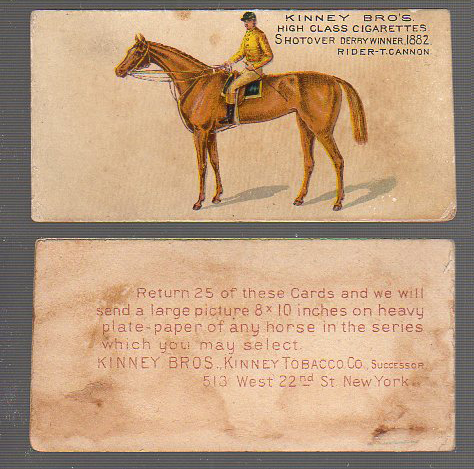 KINNEY BRO'S.
HIGH CLASS CIGARETTES.
SHOTOVER DERBY WINNER 1882.
RIDER-T.CANNON.
Return 25 of these Cards and we will
send a large picture 8 x 10 inches on heavy
plate-paper of any horse in the series
which you may select.
KINNEY BROS., KINNEY TOBACCO CO., SUCCESSOR
513 West 22nd St New York.